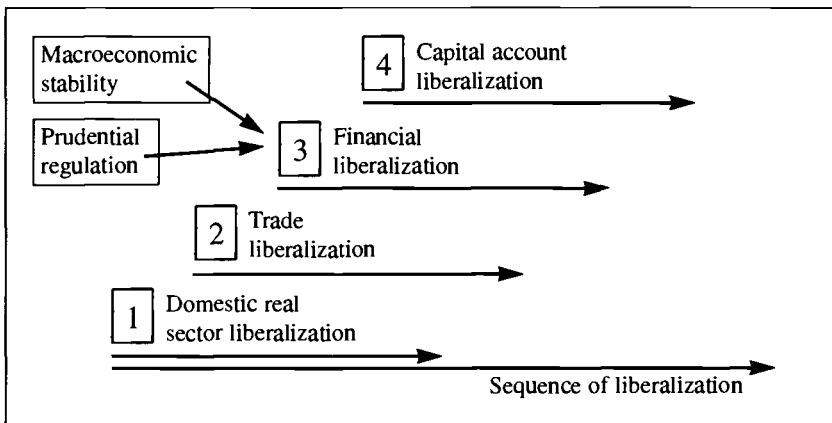 Macroeconomic
stability
Prudential
regulation
4
Capital account
liberalization
3
Financial
liberalization
2
Trade
liberalization
1
Domestic real
sector liberalization
Sequence of liberalization